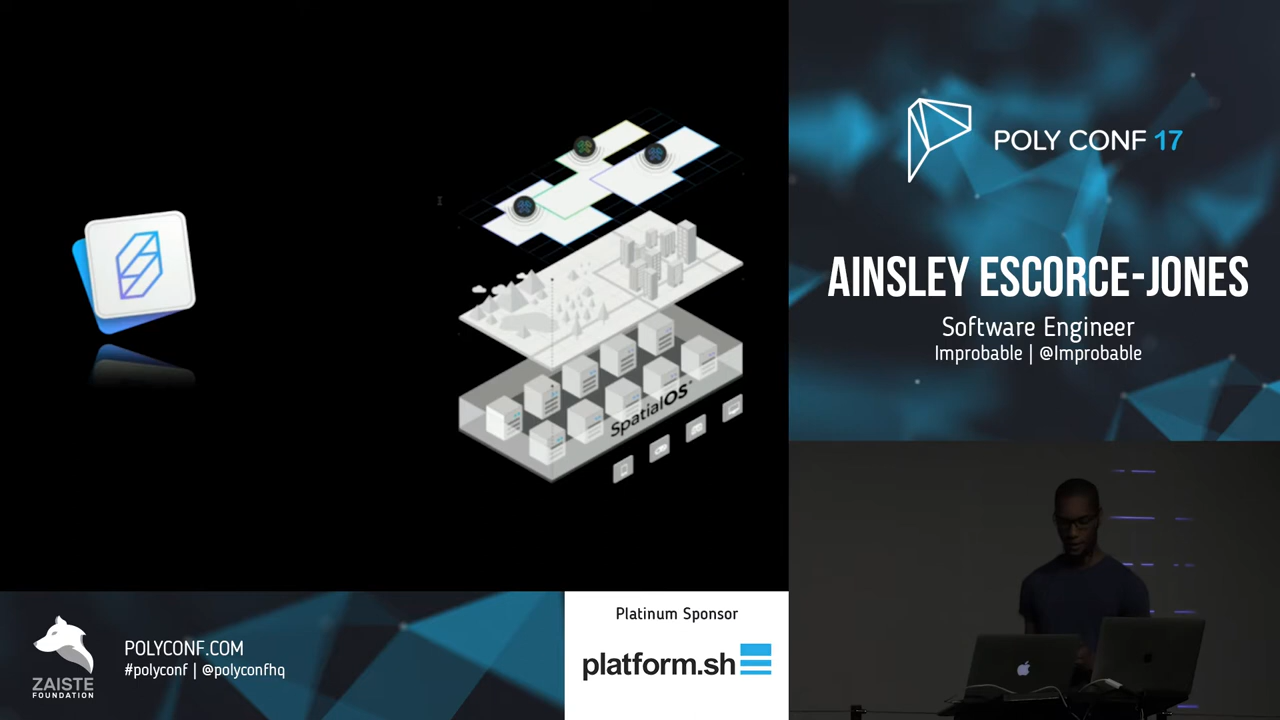 SpatialOS
POLY CONF 17
AINSLEY ESCORCE-JONES
Software Engineer
Improbable | @Improbable
ZAISTE
FOUNDATION
POLYCONF.COM
#polyconf | @polyconfhq
Platinum Sponsor
platform.sh